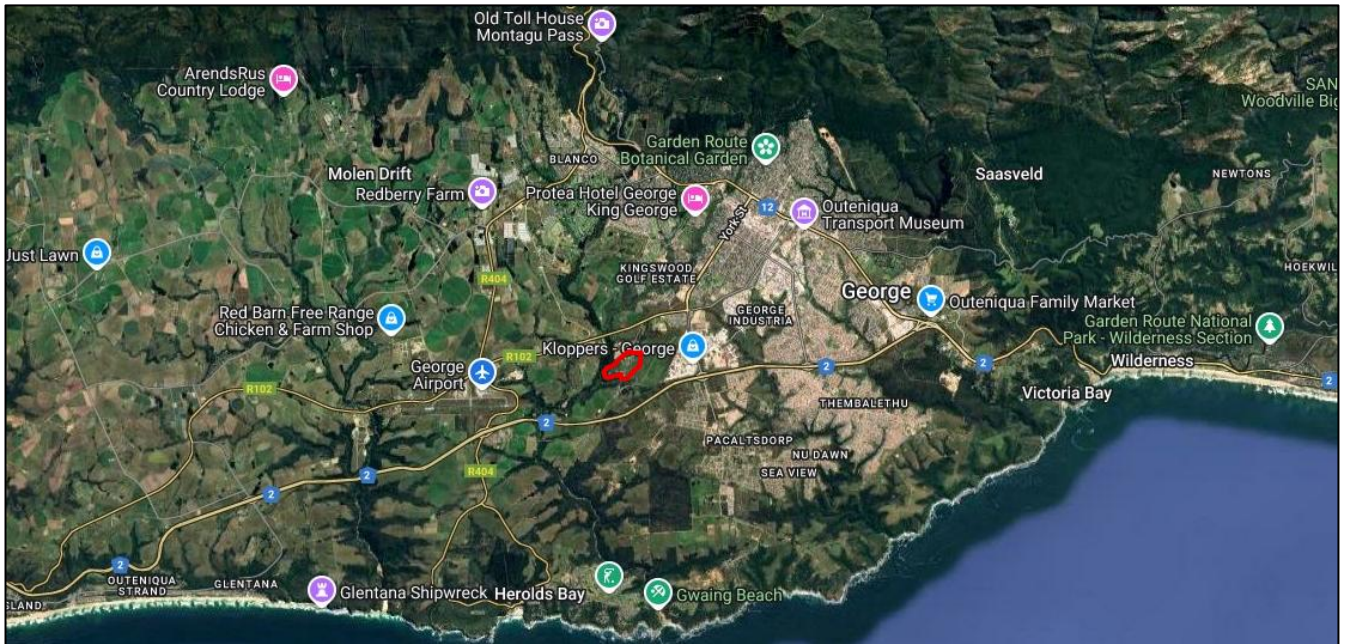 Old Toll House
Montagu Pass
ArendsRus
Country Lodge
SAN
Woodville Big
Garden Route
Botanical Garden
BLANCO
Molen Drift
Redberry Farm
Saasveld
NEWTONS
Protea Hotel George
King George
12
York St
Outeniqua
Transport Museum
Just Lawn
KINGSWOOD
GOLF ESTATE
R404
HOEKWIL
George
Outeniqua Family Market
Red Barn Free Range
Chicken & Farm Shop
GEORGE
INDUSTRIA
Garden Route National
Park - Wilderness Section
Kloppers - George
R102
George
Airport
2
2
Wilderness
2
R102
Victoria Bay
THEMBALETHU
2
PACALTSDORP
NU DAWN
SEA VIEW
R404
2
2
2
OUTENIQUA
STRAND
GLENTANA
Glentana Shipwreck
Herolds Bay
Gwaing Beach
GLAND